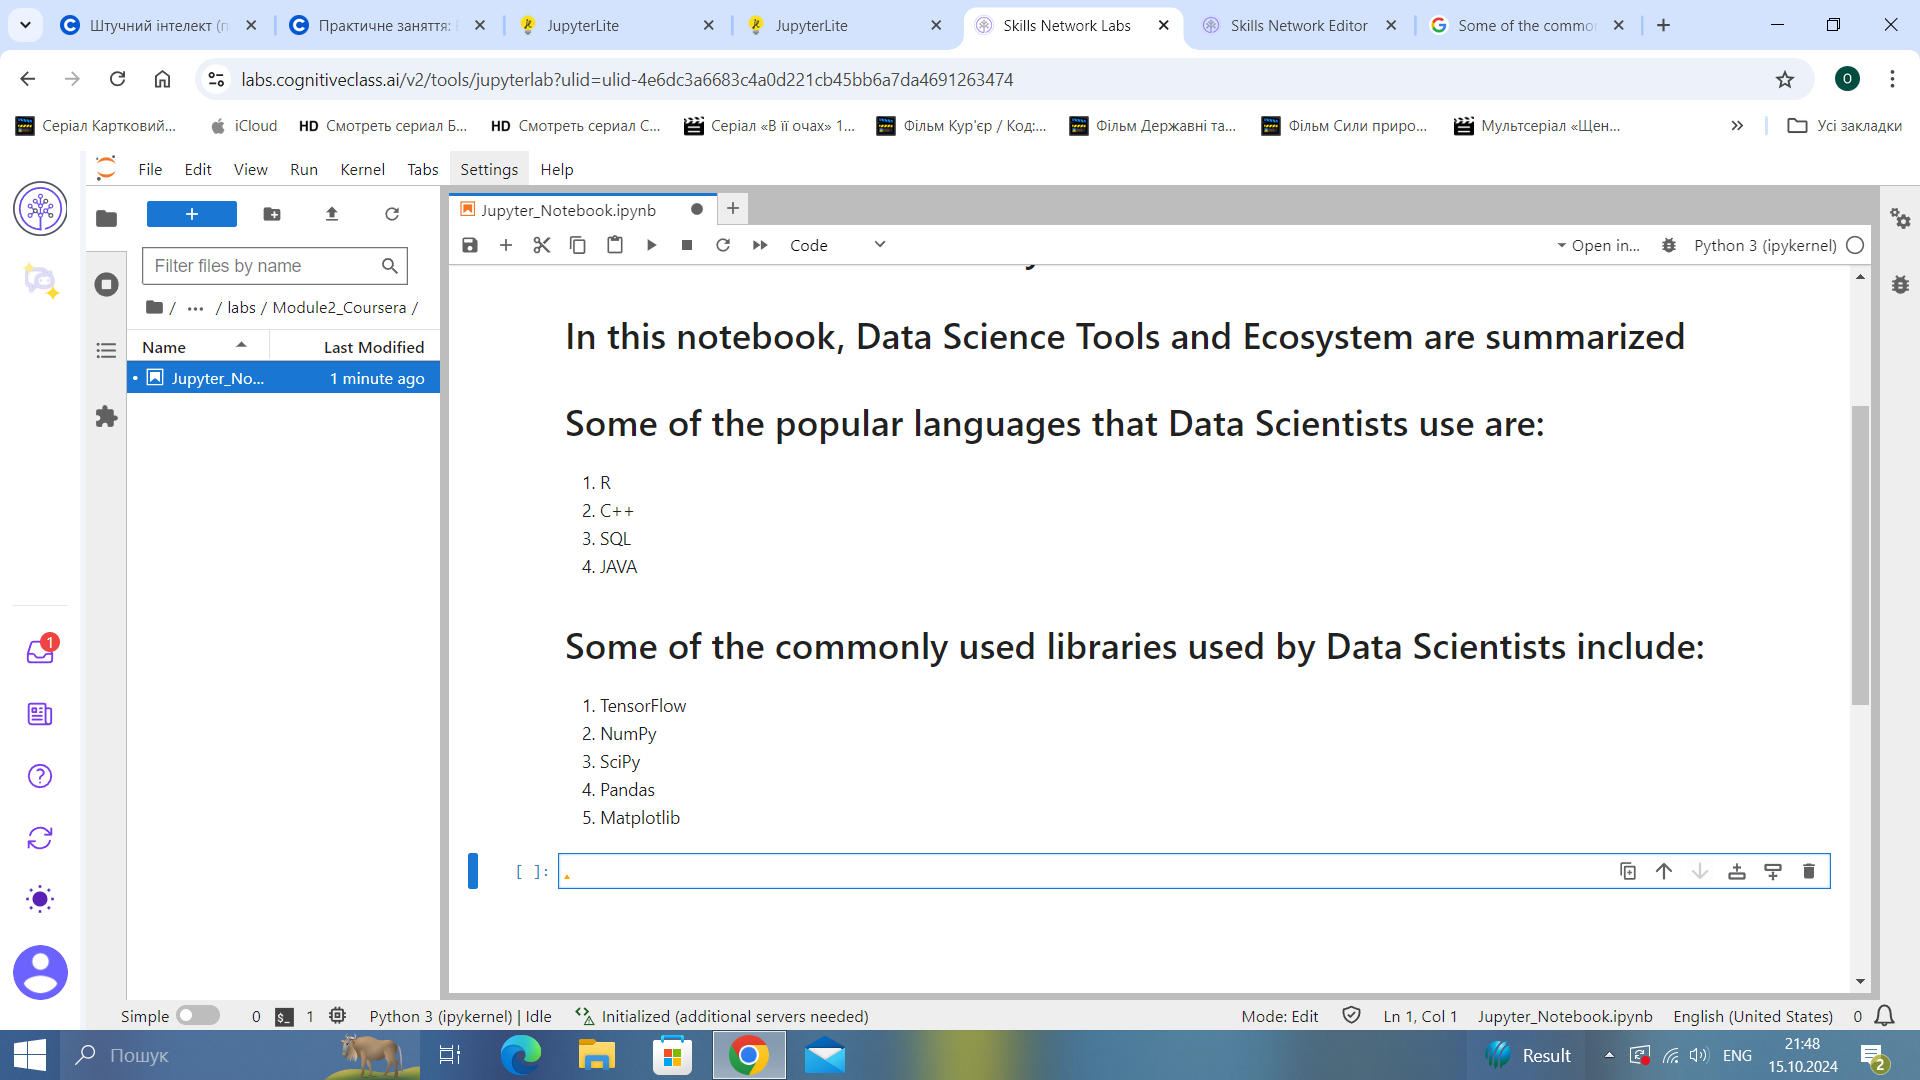 Штучний інтелект (п
Практичне заняття:
JupyterLite
JupyterLite
Skills Network Labs
Skills Network Editor
Some of the commo
labs.cognitiveclass.ai/v2/tools/jupyterlab?ulid=ulid-4e6dc3a6683c4a0d221cb45bb6a7da4691263474
O
Серіал Картковий...
iCloud
HD Смотреть сериал Б...
HD Смотреть сериал С...
Серіал «В її очах» 1...
Фільм Кур'єр / Код:...
Фільм Державні та...
Фільм Сили приро...
Мультсеріал «Щен...
Усі закладки
File Edit View Run Kernel Tabs Settings Help
Jupyter_Notebook.ipynb
Filter files by name
Code
Open in...
Python 3 (ipykernel)
/ ... / labs / Module2_Coursera /
Name
Last Modified
Jupyter_No...
1 minute ago
In this notebook, Data Science Tools and Ecosystem are summarized
Some of the popular languages that Data Scientists use are:
1. R
2. C++
3. SQL
4. JAVA
Some of the commonly used libraries used by Data Scientists include:
1. TensorFlow
2. NumPy
3. SciPy
4. Pandas
5. Matplotlib
[ ]:
1
Simple
0
$_
1
Python 3 (ipykernel) | Idle
Initialized (additional servers needed)
Mode: Edit
Ln 1, Col 1
Jupyter_Notebook.ipynb
English (United States)
0
Пошук
Result
ENG
21:48
15.10.2024
2